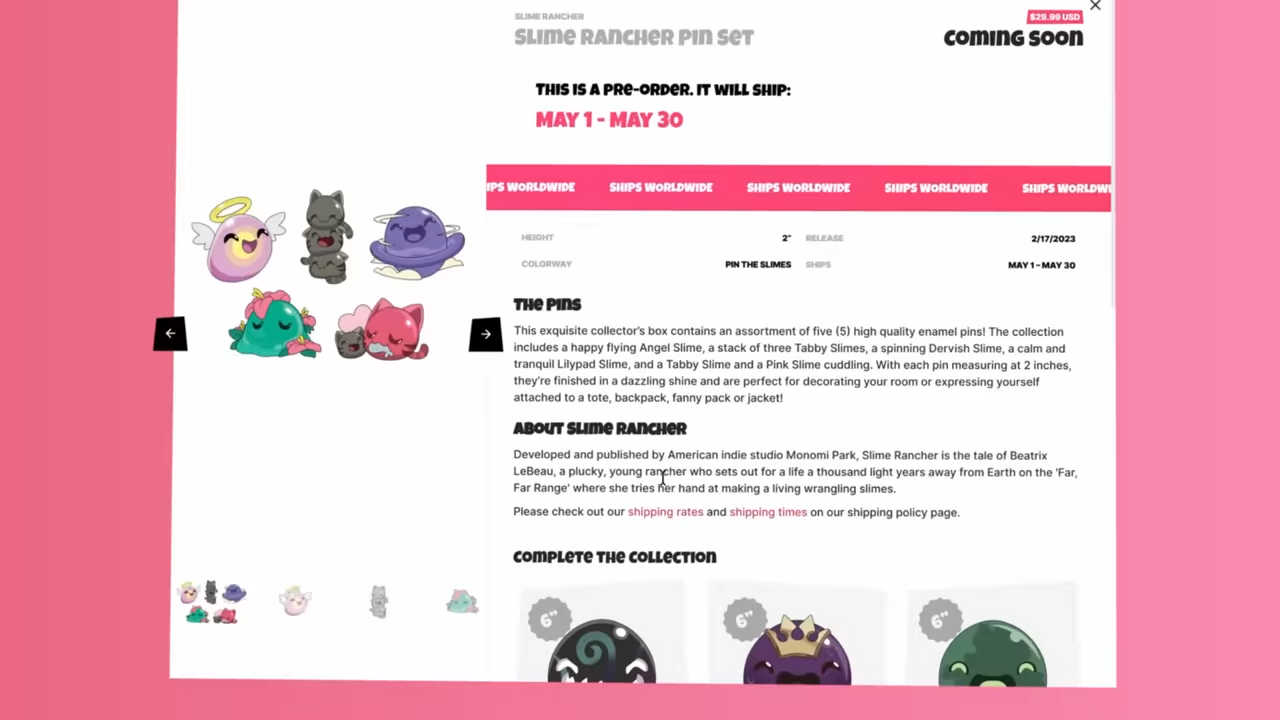 SLIME RANCHER
$29.99 USD
SLIME RANCHER PIN SET
COMING SOON
THIS IS A PRE-ORDER. IT WILL SHIP:
MAY 1 - MAY 30
IPS WORLDWIDE SHIPS WORLDWIDE SHIPS WORLDWIDE SHIPS WORLDWIDE SHIPS WORLDWI
HEIGHT 2" RELEASE 2/17/2023
COLORWAY PIN THE SLIMES SHIPS MAY 1 – MAY 30
THE PINS
This exquisite collector's box contains an assortment of five (5) high quality enamel pins! The collection
includes a happy flying Angel Slime, a stack of three Tabby Slimes, a spinning Dervish Slime, a calm and
tranquil Lilypad Slime, and a Tabby Slime and a Pink Slime cuddling. With each pin measuring at 2 inches,
they're finished in a dazzling shine and are perfect for decorating your room or expressing yourself
attached to a tote, backpack, fanny pack or jacket!
ABOUT SLIME RANCHER
Developed and published by American indie studio Monomi Park, Slime Rancher is the tale of Beatrix
LeBeau, a plucky, young rancher who sets out for a life a thousand light years away from Earth on the 'Far,
Far Range' where she tries her hand at making a living wrangling slimes.
Please check out our shipping rates and shipping times on our shipping policy page.
COMPLETE THE COLLECTION
6" 6" 6"